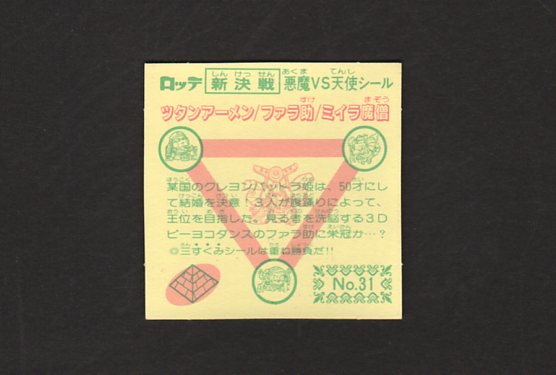 ロッテ 新決戦 悪魔VS天使シール
ツタンアーメン/ファラ助/ミイラ魔僧
某国のクレヨンパットラ姫は、50才にし
て結婚を決意!3人が腹踊りによって、
王位を目指した。見る者を洗脳する3D
ピーヨコダンスのファラ助に栄冠か…?
◎三すくみシールは重ね勝負だ!!
No.31